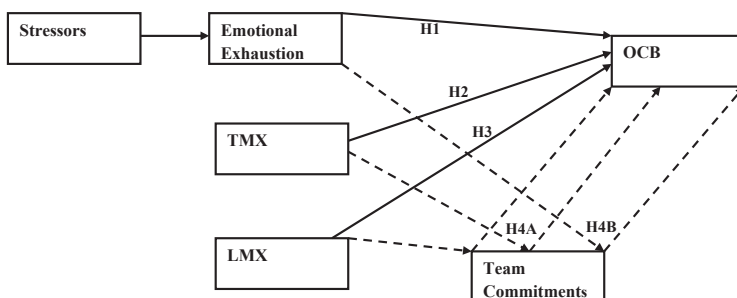 Stressors
Emotional
Exhaustion
H1
OCB
H2
TMX
H3
H4A
H4B
LMX
Team
Commitments